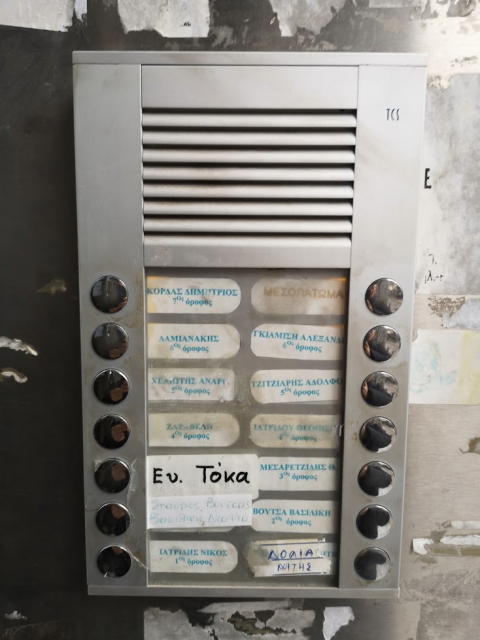 TCS
ΚΟΡΔΑΣ ΔΗΜΗΤΡΙΟΣ
7ος όροφος
ΜΕΣΟΠΑΤΩΜΑ
ΛΑΜΙΑΝΑΚΗΣ
6ος όροφος
ΓΚΙΑΜΙΣΗ ΑΛΕΞΑΝΔ
6ος όροφος
ΑΝΑΡΓ.
5ος όροφος
ΤΖΙΤΖΙΑΡΗΣ ΑΔΟΛΦΟ
5ος όροφος
4ος όροφος
ΙΑΤΡΙΔΟΥ
4ος όροφος
Ευ. Τόκα
ΜΕΣΑΡΕΤΖΙΔΗΣ Θ
3ος όροφος
ΒΟΥΤΣΑ ΒΑΣΙΛΙΚΗ
2ος όροφος
ΙΑΤΡΙΔΗΣ ΝΙΚΟΣ
1ος όροφος
Ε